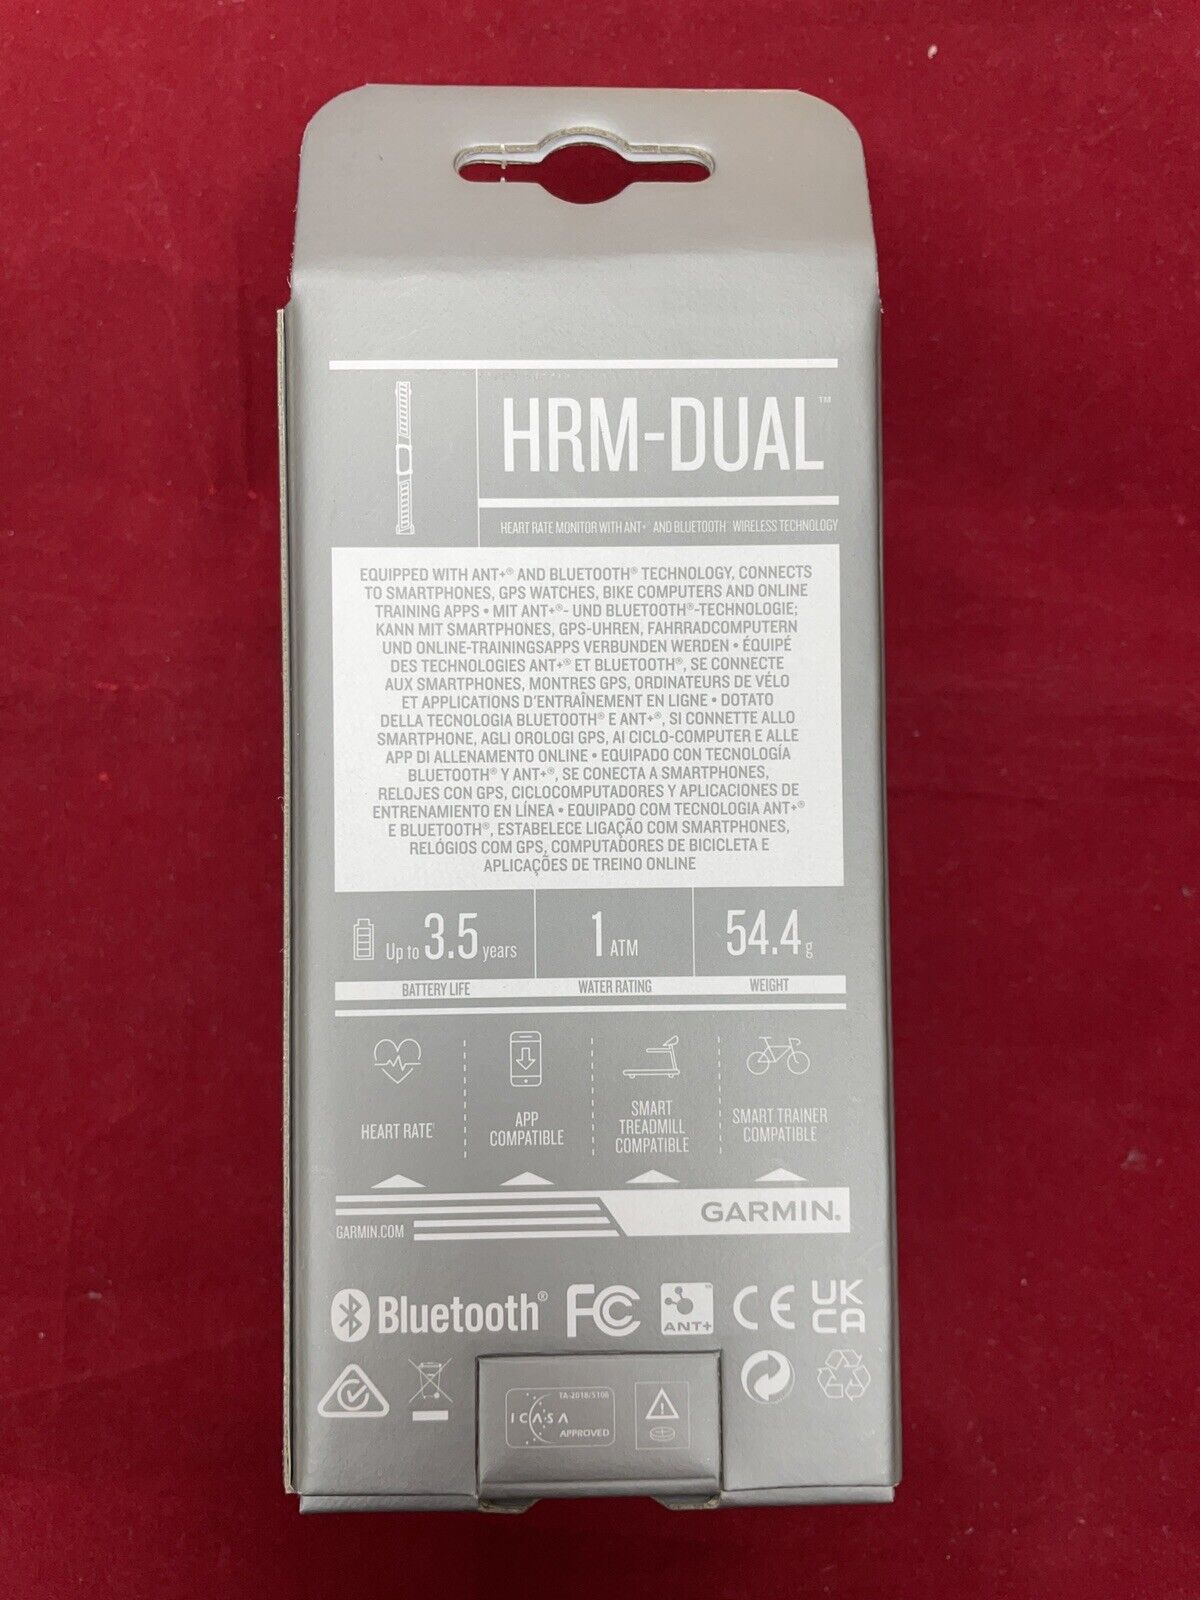 HRM-DUAL™
HEART RATE MONITOR WITH ANT+® AND BLUETOOTH® WIRELESS TECHNOLOGY
EQUIPPED WITH ANT+® AND BLUETOOTH® TECHNOLOGY, CONNECTS
TO SMARTPHONES, GPS WATCHES, BIKE COMPUTERS AND ONLINE
TRAINING APPS • MIT ANT+®- UND BLUETOOTH®-TECHNOLOGIE;
KANN MIT SMARTPHONES, GPS-UHREN, FAHRRADCOMPUTERN
UND ONLINE-TRAININGSAPPS VERBUNDEN WERDEN • ÉQUIPÉ
DES TECHNOLOGIES ANT+® ET BLUETOOTH®, SE CONNECTE
AUX SMARTPHONES, MONTRES GPS, ORDINATEURS DE VÉLO
ET APPLICATIONS D'ENTRAÎNEMENT EN LIGNE • DOTATO
DELLA TECNOLOGIA BLUETOOTH® E ANT+®, SI CONNETTE ALLO
SMARTPHONE, AGLI OROLOGI GPS, AI CICLO-COMPUTER E ALLE
APP DI ALLENAMENTO ONLINE • EQUIPADO CON TECNOLOGÍA
BLUETOOTH® Y ANT+®, SE CONECTA A SMARTPHONES,
RELOJES CON GPS, CICLOCOMPUTADORES Y APLICACIONES DE
ENTRENAMIENTO EN LÍNEA • EQUIPADO COM TECNOLOGIA ANT+®
E BLUETOOTH®, ESTABELECE LIGAÇÃO COM SMARTPHONES,
RELÓGIOS COM GPS, COMPUTADORES DE BICICLETA E
APLICAÇÕES DE TREINO ONLINE
Up to 3.5 years
BATTERY LIFE
1 ATM
WATER RATING
54.4 g
WEIGHT
HEART RATE¹
APP
COMPATIBLE
SMART
TREADMILL
COMPATIBLE
SMART TRAINER
COMPATIBLE
GARMIN.COM
GARMIN®
Bluetooth®
FC
ANT+™
CE
UK
CA
TA-2018/5106
ICASA
APPROVED